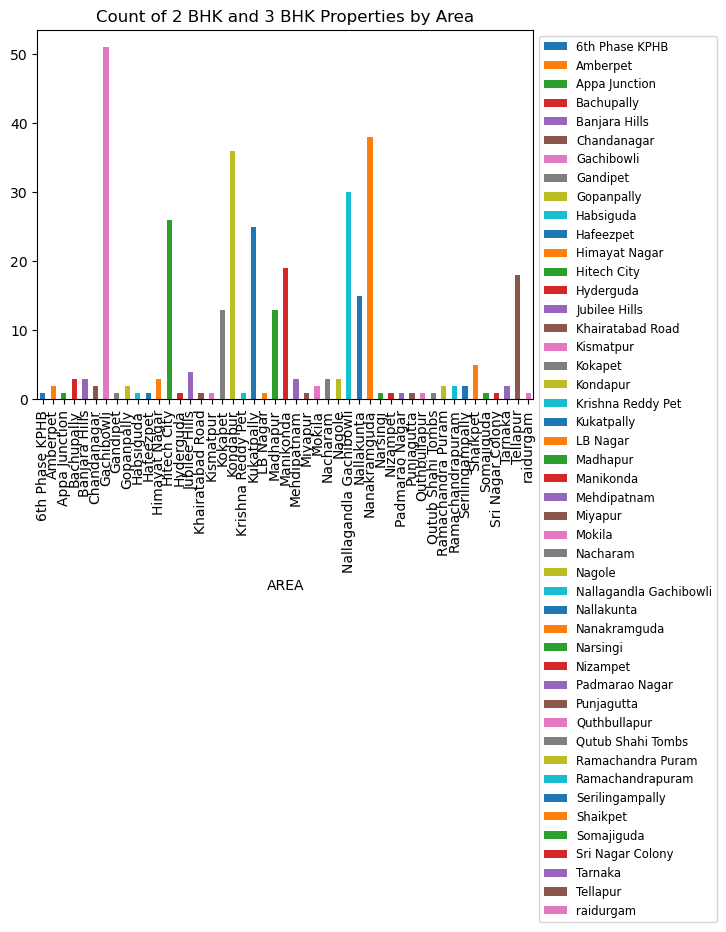 Count of 2 BHK and 3 BHK Properties by Area
50
40
30
20
10
0
6th Phase KPHB
Amberpet
Appa Junction
Bachupally
Banjara Hills
Chandanagar
Gachibowli
Gandipet
Gopanpally
Habsiguda
Hafeezpet
Himayat Nagar
Hitech City
Hyderguda
Jubilee Hills
Khairatabad Road
Kismatpur
Kokapet
Kondapur
Krishna Reddy Pet
Kukatpally
LB Nagar
Madhapur
Manikonda
Mehdipatnam
Miyapur
Mokila
Nacharam
Nagole
Nallagandla Gachibowli
Nallakunta
Nanakramguda
Narsingi
Nizampet
Padmarao Nagar
Punjagutta
Quthbullapur
Qutub Shahi Tombs
Ramachandra Puram
Ramachandrapuram
Serilingampally
Shaikpet
Somajiguda
Sri Nagar Colony
Tarnaka
Tellapur
raidurgam
AREA
6th Phase KPHB
Amberpet
Appa Junction
Bachupally
Banjara Hills
Chandanagar
Gachibowli
Gandipet
Gopanpally
Habsiguda
Hafeezpet
Himayat Nagar
Hitech City
Hyderguda
Jubilee Hills
Khairatabad Road
Kismatpur
Kokapet
Kondapur
Krishna Reddy Pet
Kukatpally
LB Nagar
Madhapur
Manikonda
Mehdipatnam
Miyapur
Mokila
Nacharam
Nagole
Nallagandla Gachibowli
Nallakunta
Nanakramguda
Narsingi
Nizampet
Padmarao Nagar
Punjagutta
Quthbullapur
Qutub Shahi Tombs
Ramachandra Puram
Ramachandrapuram
Serilingampally
Shaikpet
Somajiguda
Sri Nagar Colony
Tarnaka
Tellapur
raidurgam